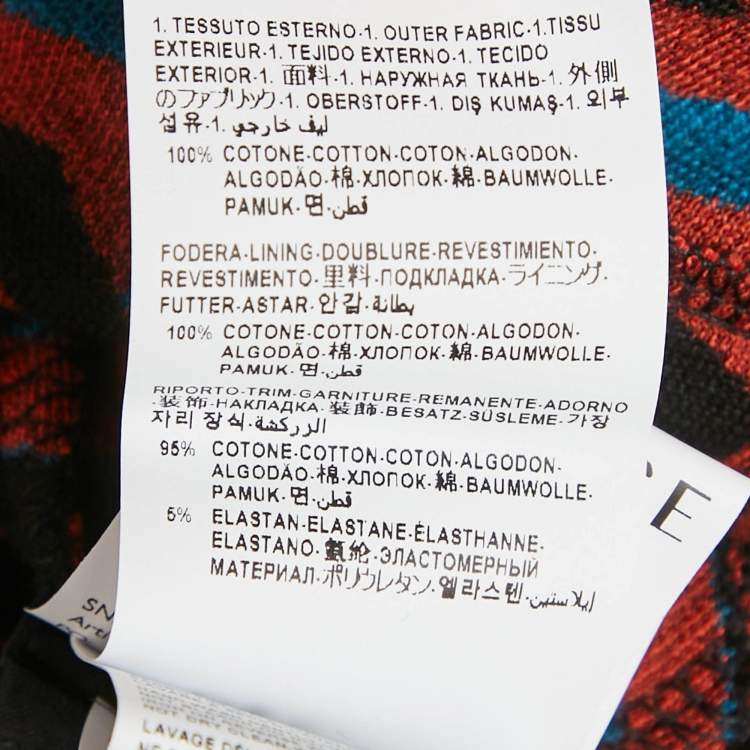 1. TESSUTO ESTERNO·1. OUTER FABRIC·1.TISSU
EXTERIEUR·1. TEJIDO EXTERNO·1. TECIDO
EXTERIOR·1. 面料·1. НАРУЖНАЯ ТКАНЬ·1. 外側
のファブリック·1. OBERSTOFF·1. DIŞ KUMAŞ·1. 외부
섬유·1. ليف خارجي
100% COTONE·COTTON·COTON·ALGODON·
ALGODÃO·棉·ХЛОПОК·綿·BAUMWOLLE·
PAMUK·면·قطن
FODERA·LINING·DOUBLURE·REVESTIMIENTO·
REVESTIMENTO·里料·ПОДКЛАДКА·ライニング·
FUTTER·ASTAR·안감·بطانة
100% COTONE·COTTON·COTON·ALGODON·
ALGODÃO·棉·ХЛОПОК·綿·BAUMWOLLE·
PAMUK·면·قطن
RIPORTO·TRIM·GARNITURE·REMANENTE·ADORNO
·装饰·НАКЛАДКА·装飾·BESATZ·SÜSLEME·가장
자리 장식·الزركشة
95% COTONE·COTTON·COTON·ALGODON·
ALGODÃO·棉·ХЛОПОК·綿·BAUMWOLLE·
PAMUK·면·قطن
5% ELASTAN·ELASTANE·ÉLASTHANNE·
ELASTANO·氨纶·ЭЛАСТОМЕРНЫЙ
МАТЕРИАЛ·ポリウレタン·엘라스텐·إيلاستين
LAVAGE